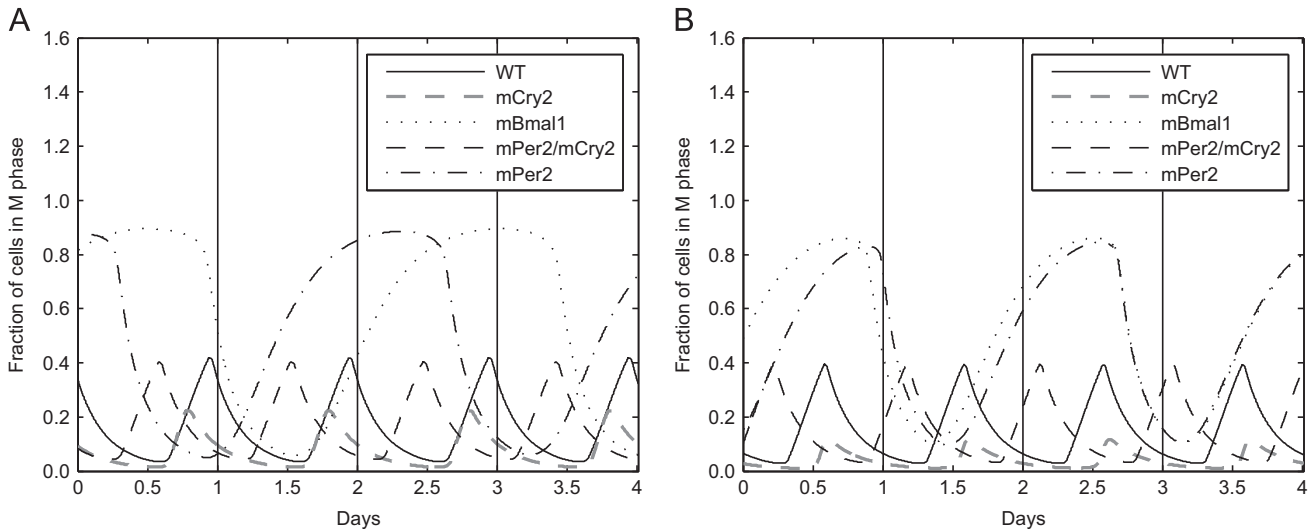 A
Fraction of cells in M phase
1.6
1.4
1.2
1.0
0.8
0.6
0.4
0.2
0.0
0
0.5
1
1.5
2
2.5
3
3.5
4
Days
WT
mCry2
mBmal1
mPer2/mCry2
mPer2
B
Fraction of cells in M phase
1.6
1.4
1.2
1.0
0.8
0.6
0.4
0.2
0.0
0
0.5
1
1.5
2
2.5
3
3.5
4
Days
WT
mCry2
mBmal1
mPer2/mCry2
mPer2